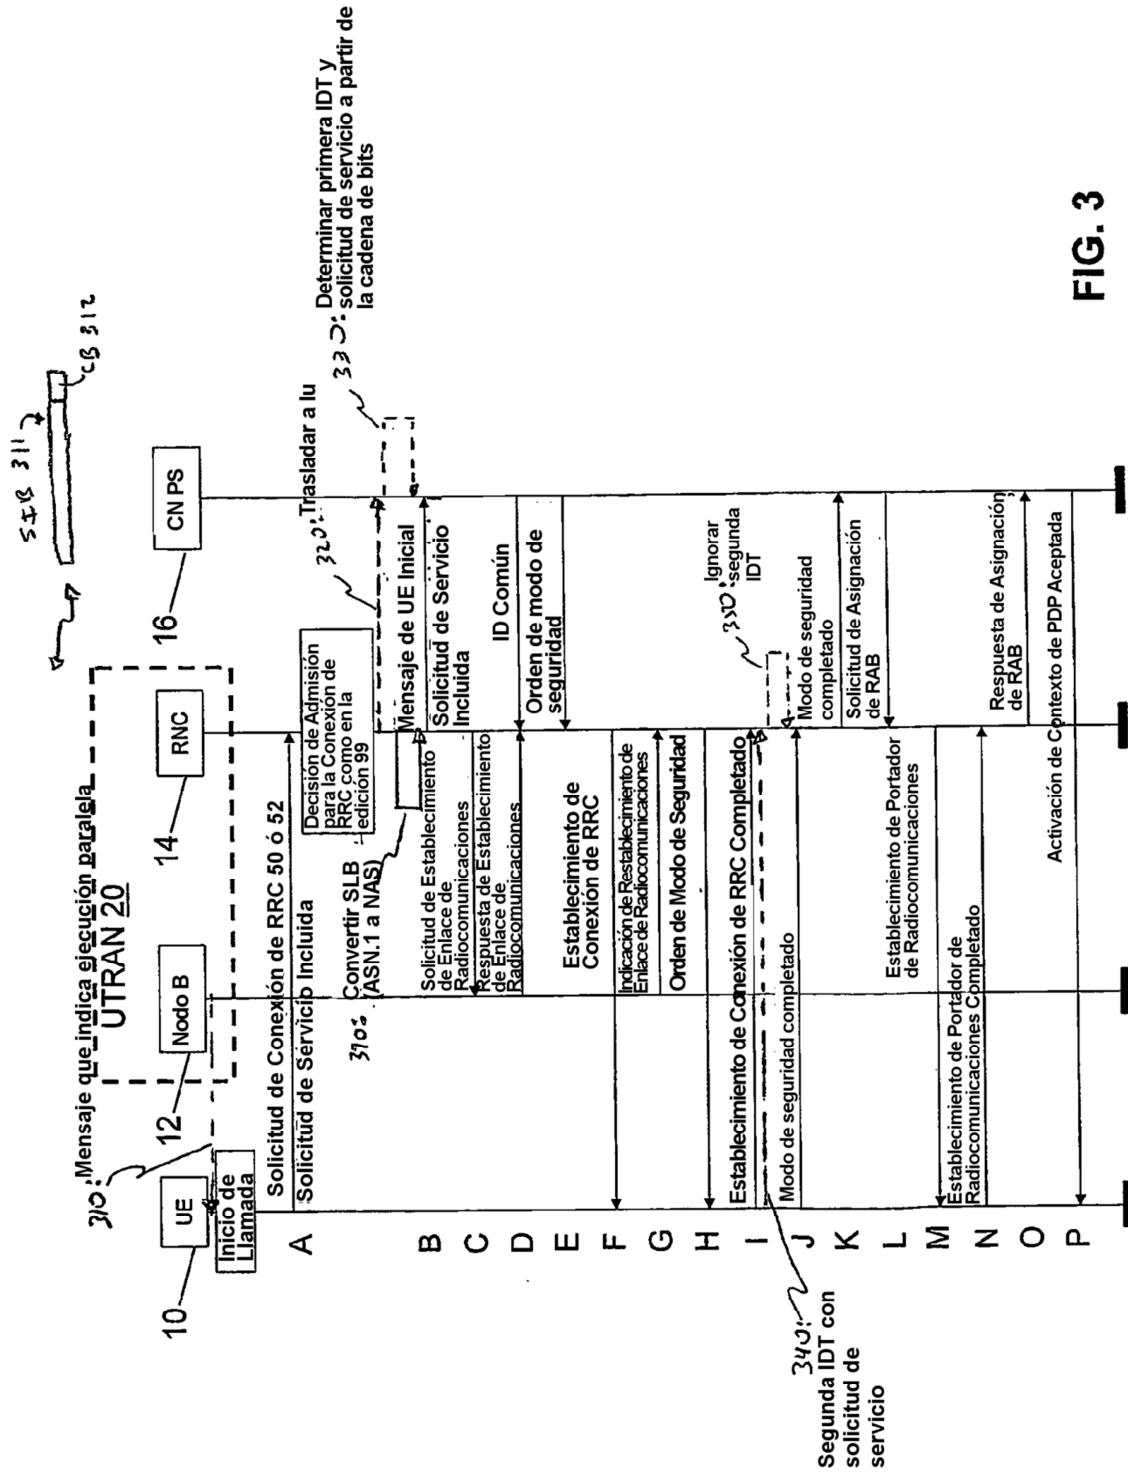 310: Mensaje que indica ejecución paralela
UTRAN 20
SIB 311
CB 312
10
UE
12
Nodo B
14
RNC
16
CN PS
Inicio de
Llamada
A
Solicitud de Conexión de RRC 50 ó 52
Solicitud de Servicio Incluida
Decisión de Admisión
para la Conexión de
RRC como en la
edición 99
320: Trasladar a Iu
330: Determinar primera IDT y
solicitud de servicio a partir de
la cadena de bits
370: Convertir SLB
(ASN.1 a NAS)
Mensaje de UE Inicial
Solicitud de Servicio
Incluida
B
Solicitud de Establecimiento
de Enlace de
Radiocomunicaciones
C
Respuesta de Establecimiento
de Enlace de
Radiocomunicaciones
D
ID Común
E
Orden de modo de
seguridad
Establecimiento de
Conexión de RRC
F
Indicación de Restablecimiento de
Enlace de Radiocomunicaciones
G
Orden de Modo de Seguridad
H
Establecimiento de Conexión de RRC Completado
I
350: Ignorar
segunda
IDT
340:
Segunda IDT con
solicitud de
servicio
J
Modo de seguridad completado
Modo de seguridad
completado
K
Solicitud de Asignación
de RAB
L
Establecimiento de Portador
de Radiocomunicaciones
M
Establecimiento de Portador de
Radiocomunicaciones Completado
N
Respuesta de Asignación
de RAB
O
Activación de Contexto de PDP Aceptada
P
FIG. 3